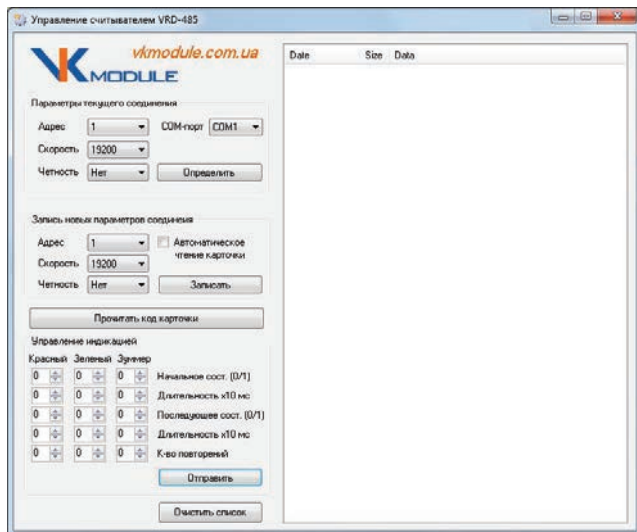 Управление считывателем VRD-485
vkmodule.com.ua
VK MODULE
Date Size Data
Параметры текущего соединения
Адрес 1 COM-порт COM1
Скорость 19200
Четность Нет Определить
Запись новых параметров соединеия
Адрес 1 Автоматическое чтение карточки
Скорость 19200
Четность Нет Записать
Прочитать код карточки
Управление индикацией
Красный Зеленый Зуммер
0 0 0 Начальное сост. (0/1)
0 0 0 Длительность x10 мс
0 0 0 Последующее сост. (0/1)
0 0 0 Длительность x10 мс
0 0 0 К-во повторений
Отправить
Очистить список